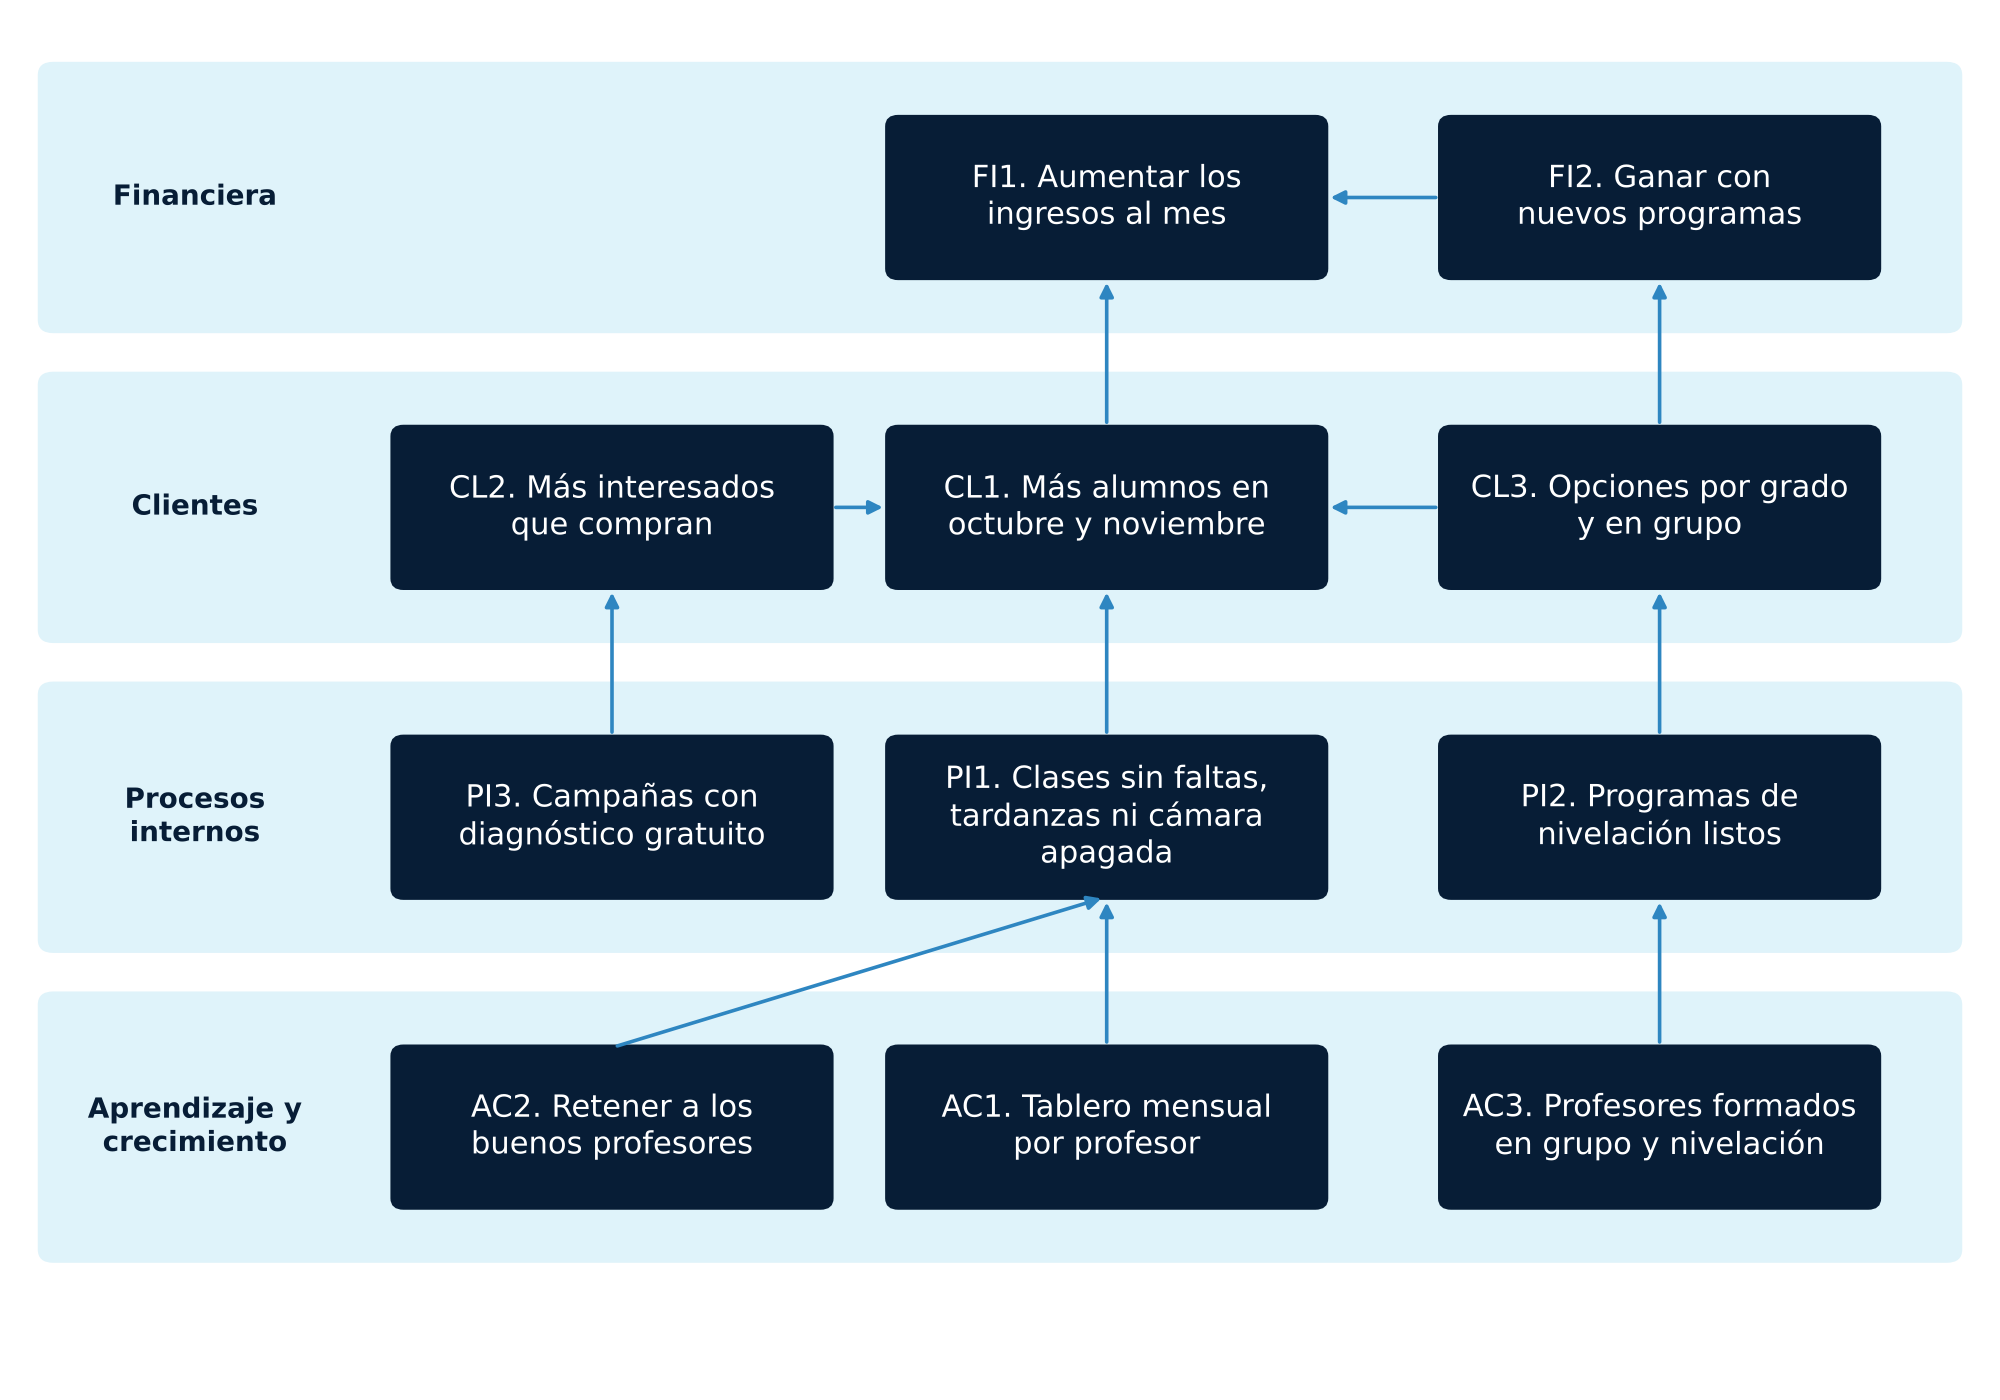 Financiera
FI1. Aumentar los
ingresos al mes
FI2. Ganar con
nuevos programas
Clientes
CL2. Más interesados
que compran
CL1. Más alumnos en
octubre y noviembre
CL3. Opciones por grado
y en grupo
Procesos
internos
PI3. Campañas con
diagnóstico gratuito
PI1. Clases sin faltas,
tardanzas ni cámara
apagada
PI2. Programas de
nivelación listos
Aprendizaje y
crecimiento
AC2. Retener a los
buenos profesores
AC1. Tablero mensual
por profesor
AC3. Profesores formados
en grupo y nivelación